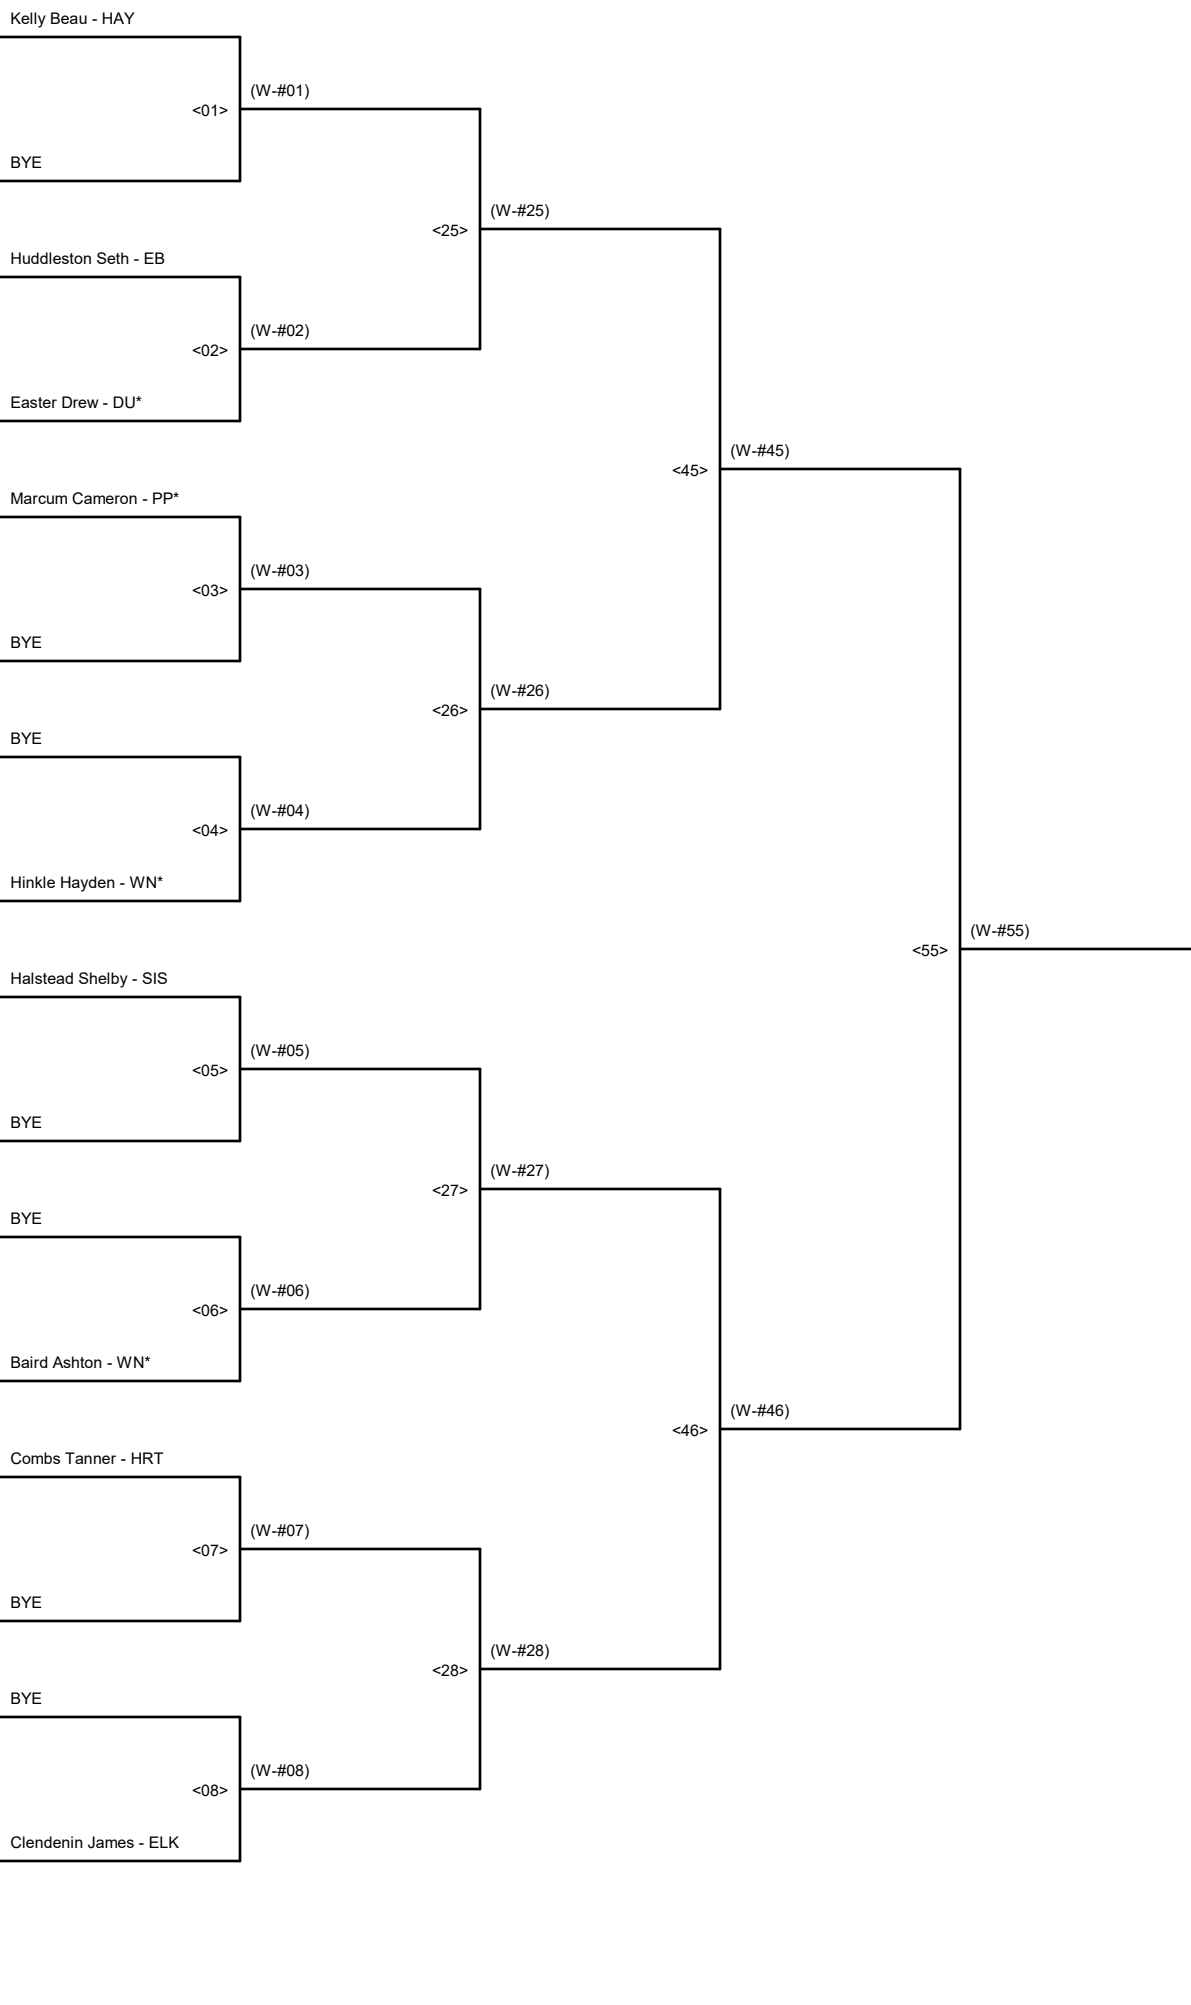 Kelly Beau - HAY
(W-#01)
<01>
BYE
(W-#25)
<25>
Huddleston Seth - EB
(W-#02)
<02>
Easter Drew - DU*
(W-#45)
<45>
Marcum Cameron - PP*
(W-#03)
<03>
BYE
(W-#26)
<26>
BYE
(W-#04)
<04>
Hinkle Hayden - WN*
(W-#55)
<55>
Halstead Shelby - SIS
(W-#05)
<05>
BYE
(W-#27)
<27>
BYE
(W-#06)
<06>
Baird Ashton - WN*
(W-#46)
<46>
Combs Tanner - HRT
(W-#07)
<07>
BYE
(W-#28)
<28>
BYE
(W-#08)
<08>
Clendenin James - ELK